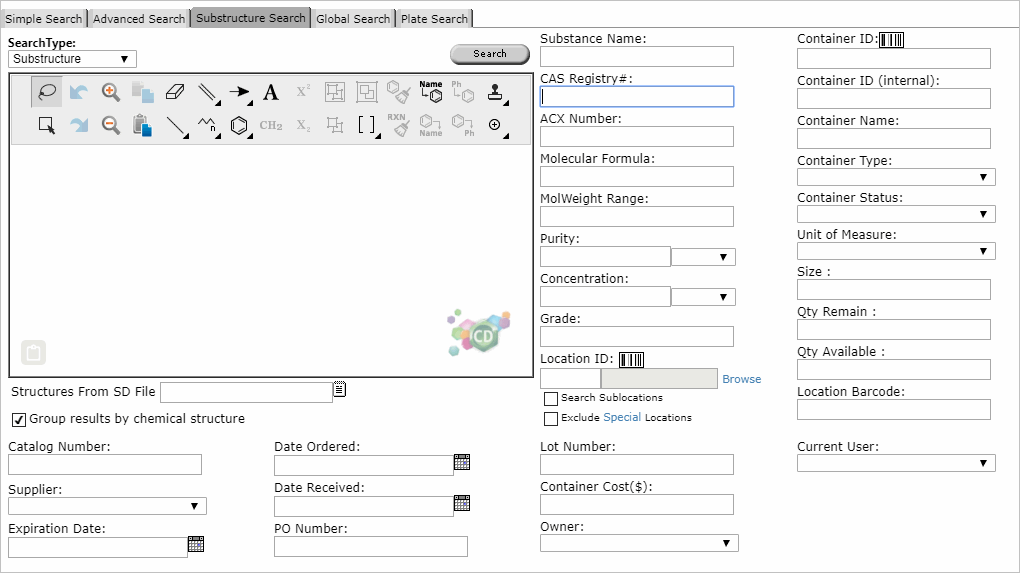 Simple Search Advanced Search Substructure Search Global Search Plate Search
SearchType:
Substructure
Search
Name
Ph
A
X²
CH₂
X₂
RXN
Name
Ph
CD
Structures From SD File
Group results by chemical structure
Catalog Number:
Supplier:
Expiration Date:
Date Ordered:
Date Received:
PO Number:
Substance Name:
CAS Registry#:
ACX Number:
Molecular Formula:
MolWeight Range:
Purity:
Concentration:
Grade:
Location ID:
Browse
Search Sublocations
Exclude Special Locations
Lot Number:
Container Cost($):
Owner:
Container ID:
Container ID (internal):
Container Name:
Container Type:
Container Status:
Unit of Measure:
Size :
Qty Remain :
Qty Available :
Location Barcode:
Current User: